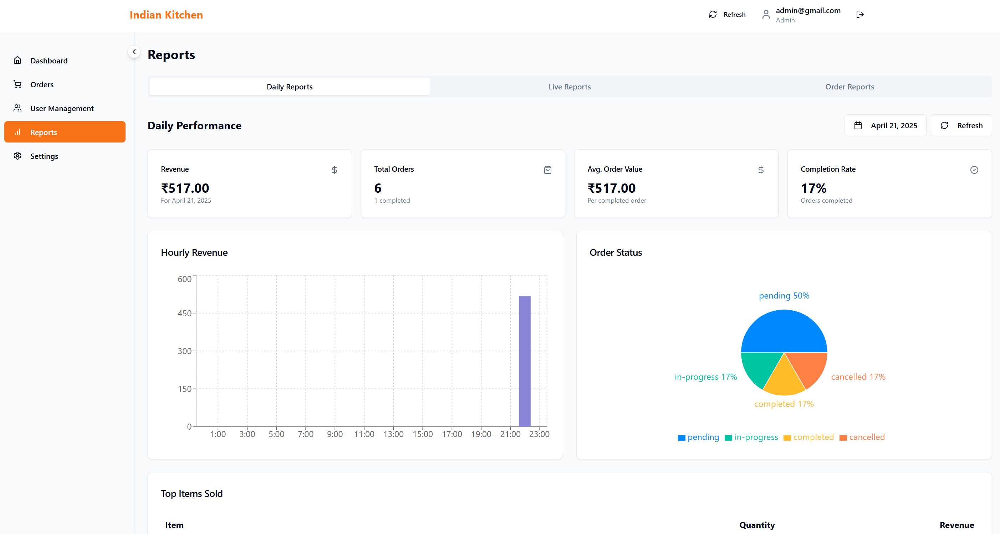 Indian Kitchen
Refresh
admin@gmail.com
Admin
Dashboard
Orders
User Management
Reports
Settings
Reports
Daily Reports
Live Reports
Order Reports
Daily Performance
April 21, 2025
Refresh
Revenue
₹517.00
For April 21, 2025
Total Orders
6
1 completed
Avg. Order Value
₹517.00
Per completed order
Completion Rate
17%
Orders completed
Hourly Revenue
600
450
300
150
0
1:00 3:00 5:00 7:00 9:00 11:00 13:00 15:00 17:00 19:00 21:00 23:00
Order Status
pending 50%
in-progress 17%
cancelled 17%
completed 17%
pending in-progress completed cancelled
Top Items Sold
Item Quantity Revenue